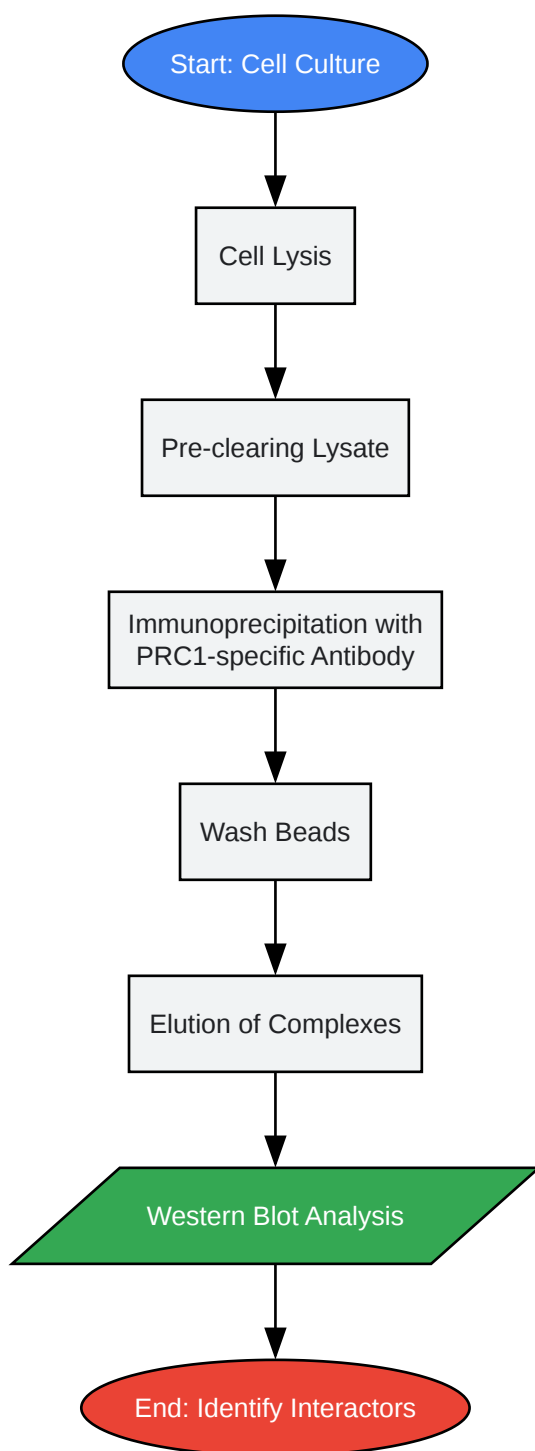 Start: Cell Culture
Cell Lysis
Pre-clearing Lysate
Immunoprecipitation with
PRC1-specific Antibody
Wash Beads
Elution of Complexes
Western Blot Analysis
End: Identify Interactors